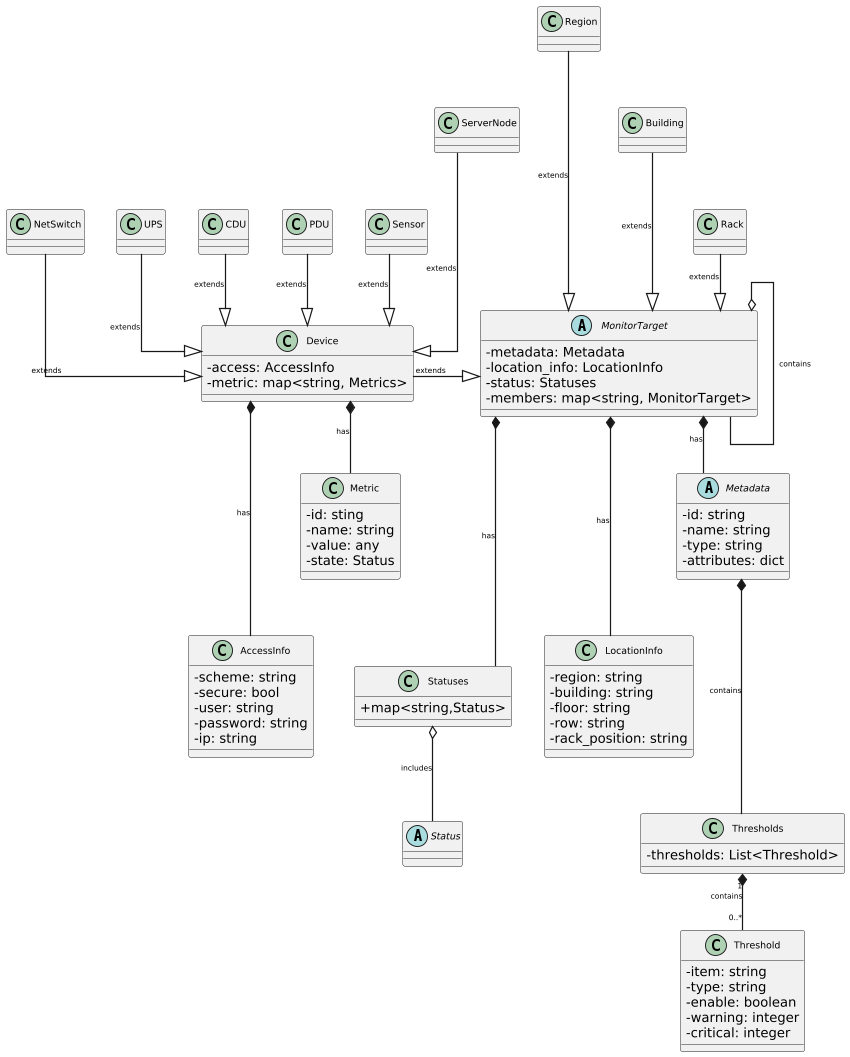 C Region
C ServerNode
C Building
extends
C NetSwitch
C UPS
C CDU
C PDU
C Sensor
C Rack
extends
extends
extends
extends
extends
extends
extends
extends
extends
C Device
-access: AccessInfo
-metric: map<string, Metrics>
extends
A MonitorTarget
-metadata: Metadata
-location_info: LocationInfo
-status: Statuses
-members: map<string, MonitorTarget>
contains
has
has
C Metric
-id: sting
-name: string
-value: any
-state: Status
A Metadata
-id: string
-name: string
-type: string
-attributes: dict
has
has
has
C AccessInfo
-scheme: string
-secure: bool
-user: string
-password: string
-ip: string
C Statuses
+map<string,Status>
C LocationInfo
-region: string
-building: string
-floor: string
-row: string
-rack_position: string
contains
includes
A Status
C Thresholds
-thresholds: List<Threshold>
1
contains
0..*
C Threshold
-item: string
-type: string
-enable: boolean
-warning: integer
-critical: integer